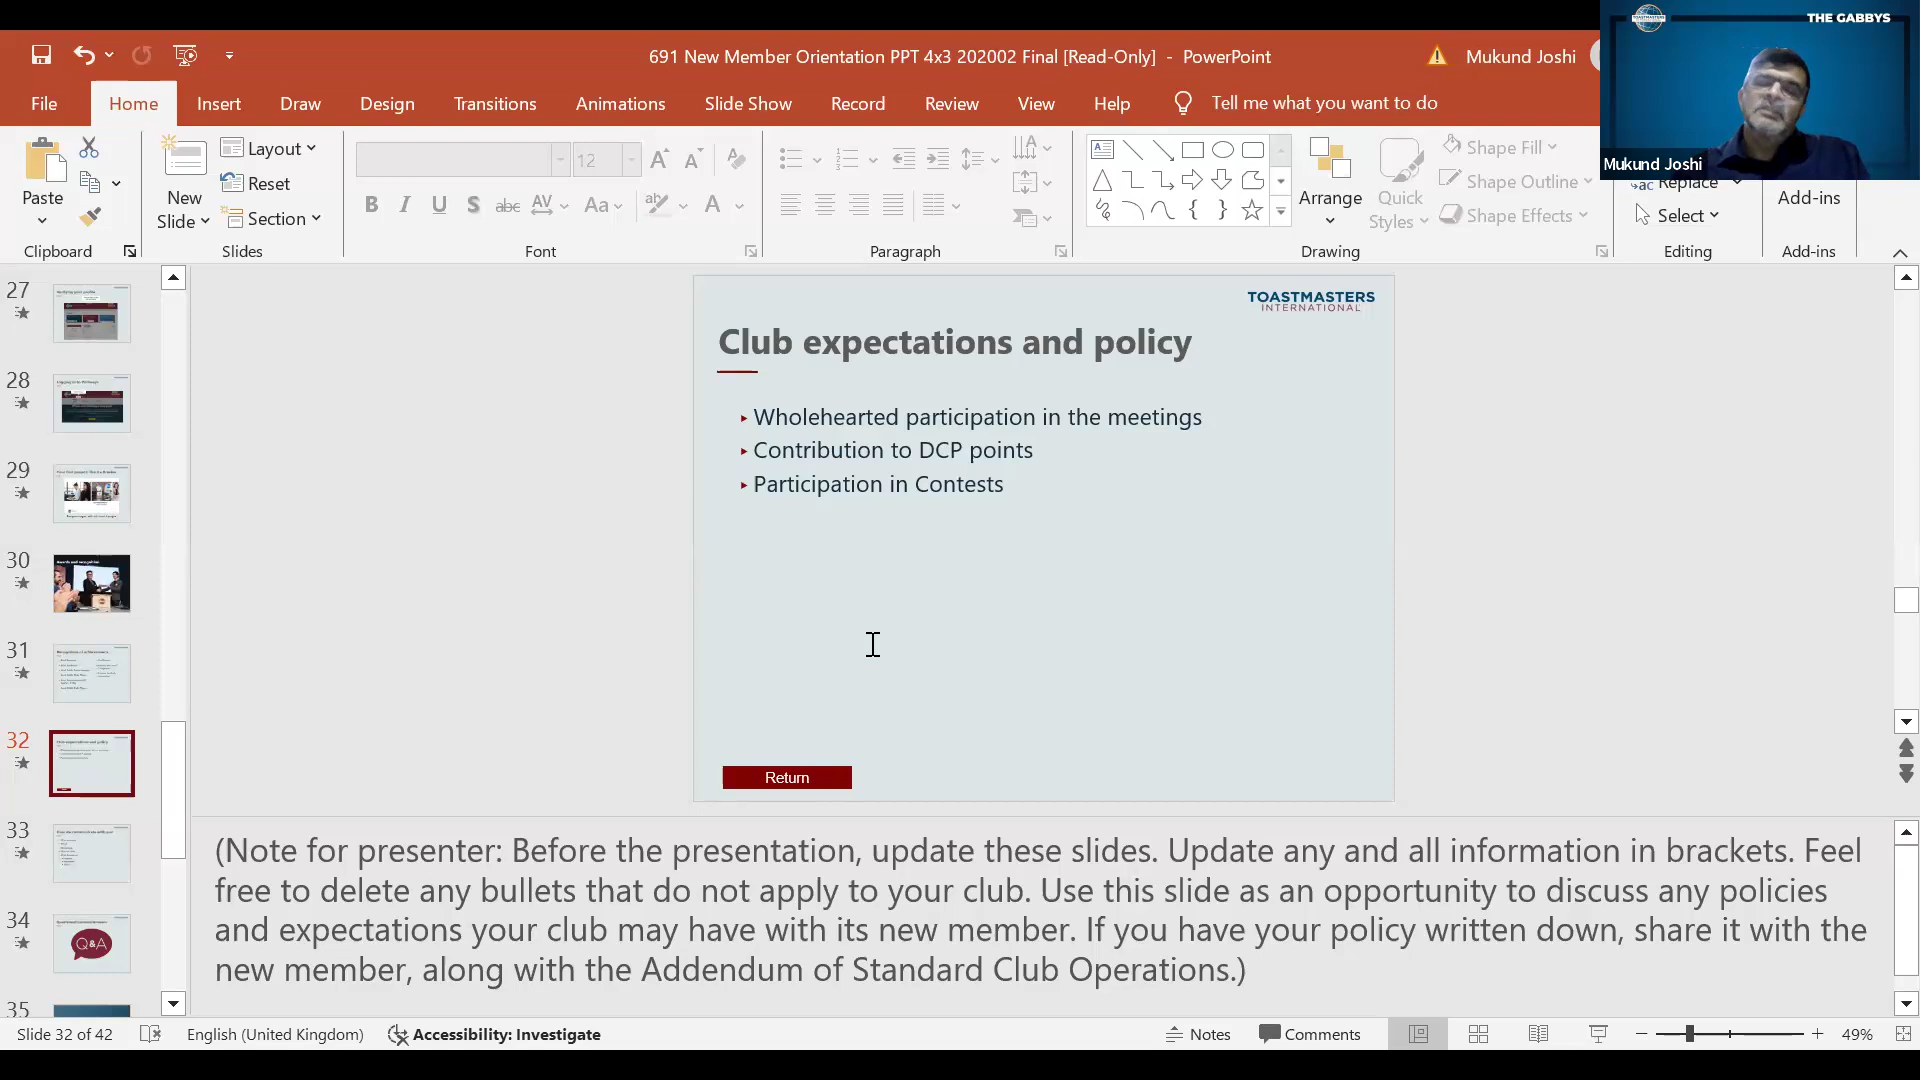 TOASTMASTERS
THE GABBYS
691 New Member Orientation PPT 4x3 202002 Final [Read-Only] - PowerPoint
Mukund Joshi
File
Home
Insert
Draw
Design
Transitions
Animations
Slide Show
Record
Review
View
Help
Tell me what you want to do
Mukund Joshi
Paste
New
Slide
Layout
Reset
Section
12
Arrange
Quick
Styles
Shape Fill
Shape Outline
Shape Effects
Replace
Select
Add-ins
Clipboard
Slides
Font
Paragraph
Drawing
Editing
Add-ins
27
28
29
30
31
32
33
34
Q&A
35
TOASTMASTERS
INTERNATIONAL
Club expectations and policy
Wholehearted participation in the meetings
Contribution to DCP points
Participation in Contests
Return
(Note for presenter: Before the presentation, update these slides. Update any and all information in brackets. Feel
free to delete any bullets that do not apply to your club. Use this slide as an opportunity to discuss any policies
and expectations your club may have with its new member. If you have your policy written down, share it with the
new member, along with the Addendum of Standard Club Operations.)
Slide 32 of 42
English (United Kingdom)
Accessibility: Investigate
Notes
Comments
49%